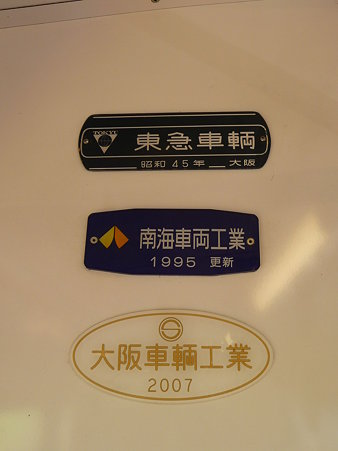 TOKYU
東急車輛
昭和45年 大阪
南海車両工業
1995 更新
大阪車輌工業
2007